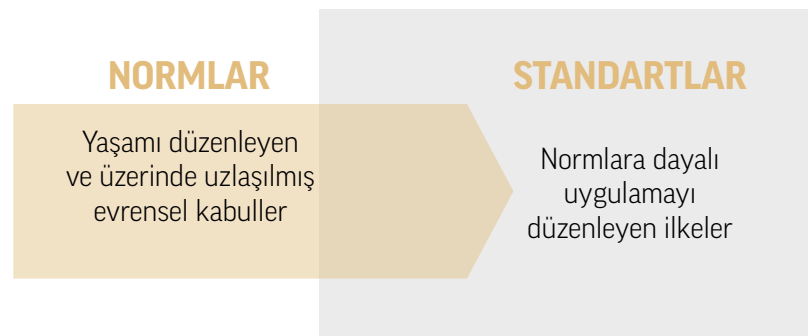 NORMLAR
Yaşamı düzenleyen
ve üzerinde uzlaşılmış
evrensel kabuller
STANDARTLAR
Normlara dayalı
uygulamayı
düzenleyen ilkeler